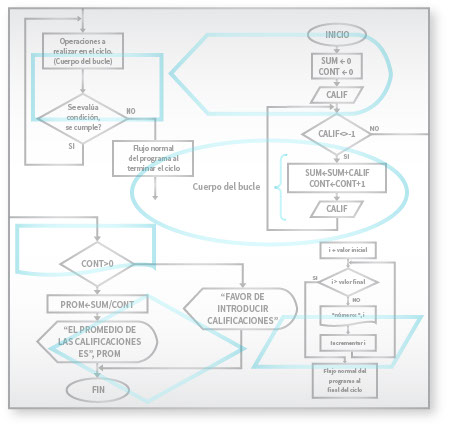 Operaciones a
realizar en el ciclo.
(Cuerpo del bucle)
Se evalúa
condición,
se cumple?
NO
SI
Flujo normal
del programa al
terminar el ciclo
INICIO
SUM ← 0
CONT ← 0
CALIF
CALIF<>-1
NO
SI
Cuerpo del bucle
SUM←SUM+CALIF
CONT←CONT+1
CALIF
CONT>0
PROM←SUM/CONT
"EL PROMEDIO DE
LAS CALIFICACIONES
ES", PROM
FIN
"FAVOR DE
INTRODUCIR
CALIFICACIONES"
i = valor inicial
SI
i > valor final
NO
"número: ", i
Incrementar i
Flujo normal del
programa al
final del ciclo